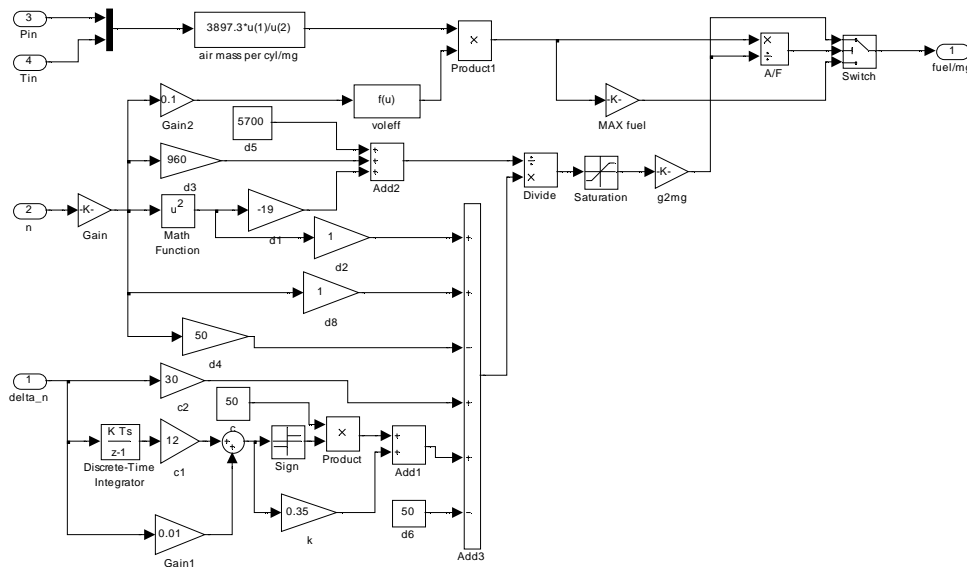 3
Pin
4
Tin
3897.3*u(1)/u(2)
air mass per cyl/mg
×
Product1
×
÷
A/F
Switch
1
fuel/mg
0.1
Gain2
f(u)
voleff
-K-
MAX fuel
5700
d5
960
d3
+
+
+
Add2
÷
×
Divide
Saturation
-K-
g2mg
2
n
-K-
Gain
u²
Math
Function
-19
d1
1
d2
+
1
d8
+
50
d4
-
1
delta_n
30
c2
+
50
c
K Ts
z-1
Discrete-Time
Integrator
12
c1
+
+
Sign
×
Product
+
+
Add1
+
0.35
k
50
d6
-
0.01
Gain1
Add3